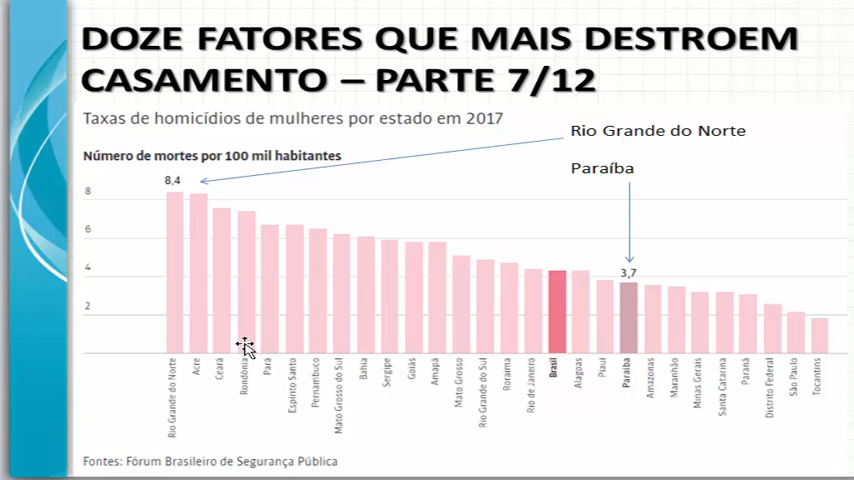 DOZE FATORES QUE MAIS DESTROEM
CASAMENTO – PARTE 7/12
Taxas de homicídios de mulheres por estado em 2017
Rio Grande do Norte
Número de mortes por 100 mil habitantes
Paraíba
8,4
8
6
4
2
3,7
Rio Grande do Norte
Acre
Ceará
Rondônia
Pará
Espírito Santo
Pernambuco
Mato Grosso do Sul
Bahia
Sergipe
Goiás
Amapá
Mato Grosso
Rio Grande do Sul
Roraima
Rio de Janeiro
Brasil
Alagoas
Piauí
Paraíba
Amazonas
Maranhão
Minas Gerais
Santa Catarina
Paraná
Distrito Federal
São Paulo
Tocantins
Fontes: Fórum Brasileiro de Segurança Pública